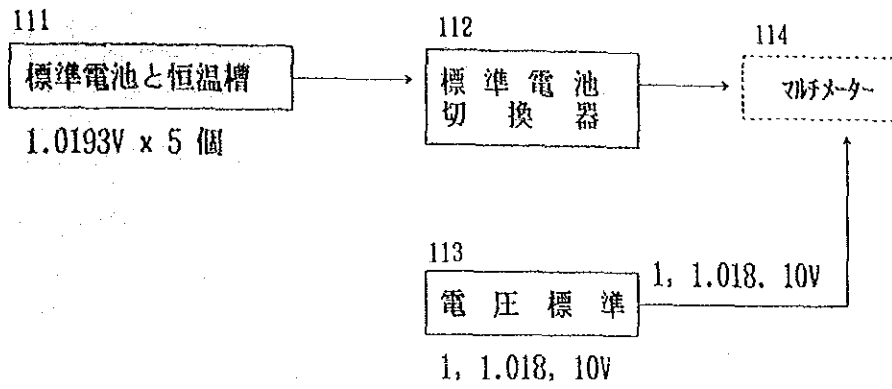 111
標準電池と恒温槽
1.0193V x 5 個
112
標準電池
切換器
114
マルチメーター
113
電圧標準
1, 1.018, 10V
1, 1.018. 10V